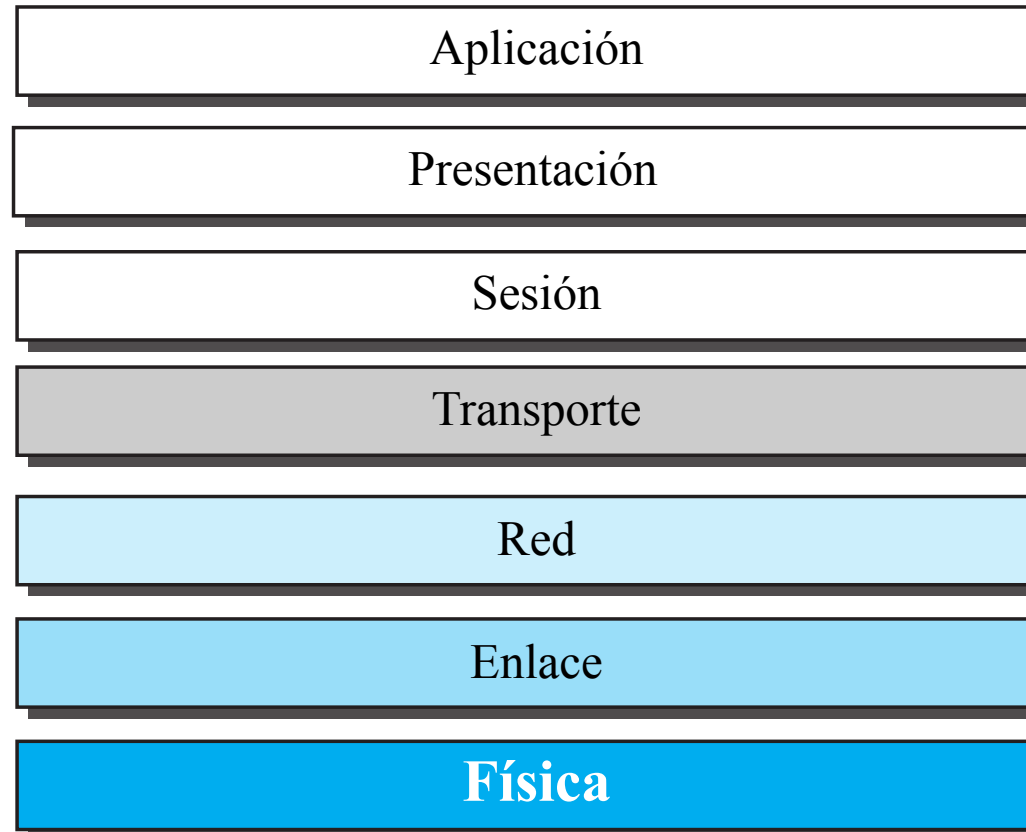 Aplicación
Presentación
Sesión
Transporte
Red
Enlace
Física